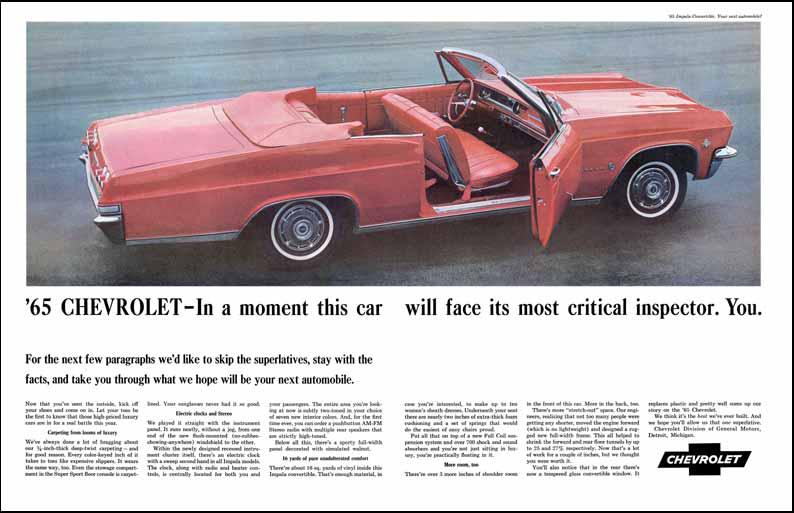 '65 Impala Convertible. Your next automobile?
'65 CHEVROLET–In a moment this car will face its most critical inspector. You.
For the next few paragraphs we'd like to skip the superlatives, stay with the
facts, and take you through what we hope will be your next automobile.
Now that you've seen the outside, kick off
your shoes and come on in. Let your toes be
the first to know that those high-priced luxury
cars are in for a real battle this year.
Carpeting from looms of luxury
We've always done a lot of bragging about
our ¾-inch-thick deep-twist carpeting – and
for good reason. Every color-keyed inch of it
takes to toes like expensive slippers. It wears
the same way, too. Even the stowage compart-
ment in the Super Sport floor console is carpet-
lined. Your sunglasses never had it so good.
Electric clocks and Stereo
We played it straight with the instrument
panel. It runs neatly, without a jog, from one
end of the new flush-mounted (no-rubber-
showing-anywhere) windshield to the other.
Within the newly designed recessed instru-
ment cluster itself, there's an electric clock
with a sweep second hand in all Impala models.
The clock, along with radio and heater con-
trols, is centrally located for both you and
your passengers. The entire area you're look-
ing at now is subtly two-toned in your choice
of seven new interior colors. And, for the first
time ever, you can order a pushbutton AM-FM
Stereo radio with multiple rear speakers that
are strictly high-tuned.
Below all this, there's a sporty full-width
panel decorated with simulated walnut.
16 yards of pure unadulterated comfort
There're about 16 sq. yards of vinyl inside this
Impala convertible. That's enough material, in
case you're interested, to make up to ten
women's sheath dresses. Underneath your seat
there are nearly two inches of extra-thick foam
cushioning and a set of springs that would
do the easiest of easy chairs proud.
Put all that on top of a new Full Coil sus-
pension system and over 700 shock and sound
absorbers and you're not just sitting in lux-
ury, you're practically floating in it.
More room, too
There're over 3 more inches of shoulder room
in the front of this car. More in the back, too.
There's more "stretch-out" space. Our engi-
neers, realizing that not too many people were
getting any shorter, moved the engine forward
(which is no lightweight) and designed a rug-
ged new full-width frame. This all helped to
shrink the forward and rear floor tunnels by up
to 25 and 27% respectively. Now that's a lot
of work for a couple of inches, but we thought
you were worth it.
You'll also notice that in the rear there's
now a tempered glass convertible window. It
replaces plastic and pretty well sums up our
story on the '65 Chevrolet.
We think it's the best we've ever built. And
we hope you'll allow us that one superlative.
Chevrolet Division of General Motors,
Detroit, Michigan.
CHEVROLET